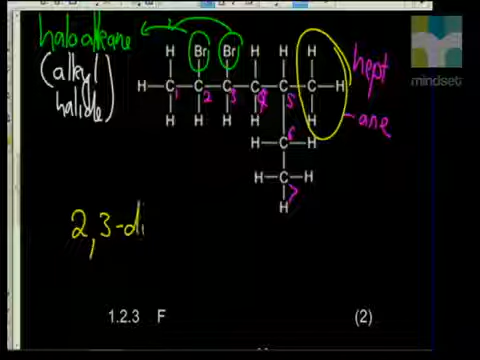 haloalkane
(alkyl
halide)
H Br Br H H H
H C C C C C H
1 2 3 4 5
H H H H H
hept
-ane
mindset
H C H
6
H C H
7
H
2,3-di
1.2.3 F (2)